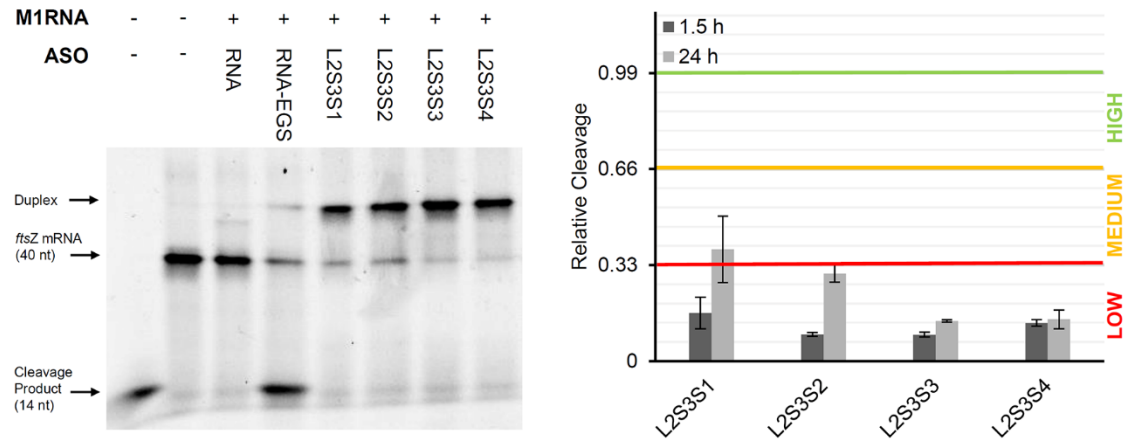 M1RNA - - + + + + + +
ASO - - RNA RNA-EGS L2S3S1 L2S3S2 L2S3S3 L2S3S4
Duplex
ftsZ mRNA
(40 nt)
Cleavage
Product
(14 nt)
1.5 h
24 h
Relative Cleavage
0.99
0.66
0.33
0
HIGH
MEDIUM
LOW
L2S3S1 L2S3S2 L2S3S3 L2S3S4